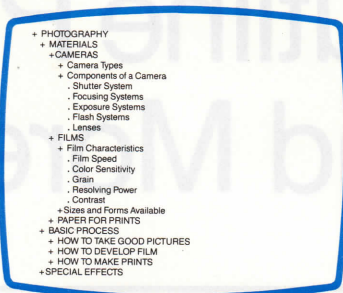 + PHOTOGRAPHY
+ MATERIALS
+CAMERAS
+ Camera Types
+ Components of a Camera
. Shutter System
. Focusing Systems
. Exposure Systems
. Flash Systems
. Lenses
+ FILMS
+ Film Characteristics
. Film Speed
. Color Sensitivity
. Grain
. Resolving Power
. Contrast
+Sizes and Forms Available
+ PAPER FOR PRINTS
+ BASIC PROCESS
+ HOW TO TAKE GOOD PICTURES
+ HOW TO DEVELOP FILM
+ HOW TO MAKE PRINTS
+SPECIAL EFFECTS